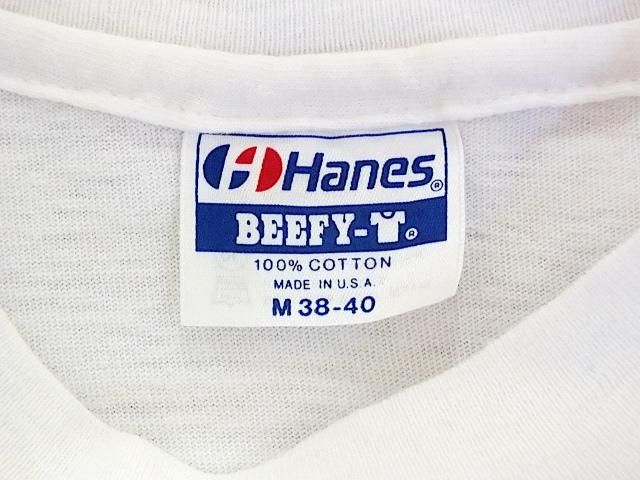 Hanes®
BEEFY-T®
100% COTTON
MADE IN U.S.A.
M 38-40